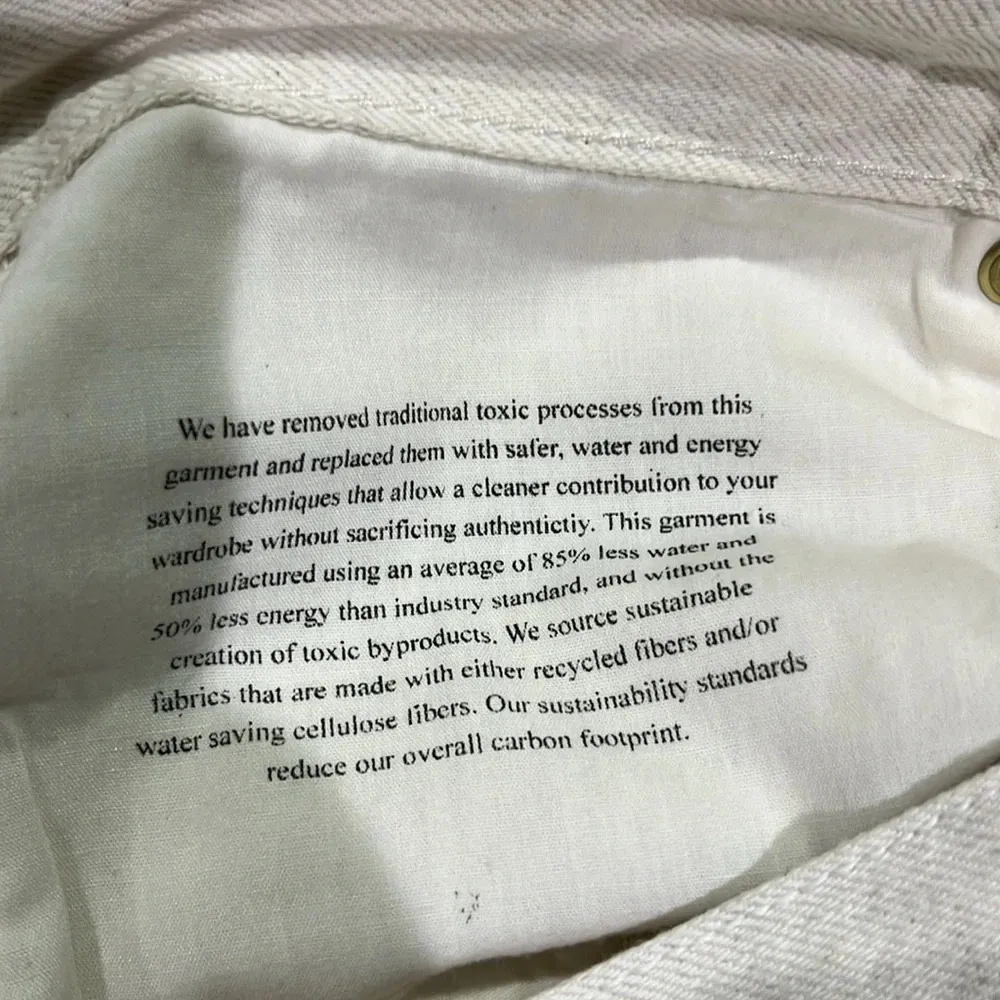 We have removed traditional toxic processes from this
garment and replaced them with safer, water and energy
saving techniques that allow a cleaner contribution to your
wardrobe without sacrificing authentictiy. This garment is
manufactured using an average of 85% less water and
50% less energy than industry standard, and without the
creation of toxic byproducts. We source sustainable
fabrics that are made with either recycled fibers and/or
water saving cellulose fibers. Our sustainability standards
reduce our overall carbon footprint.